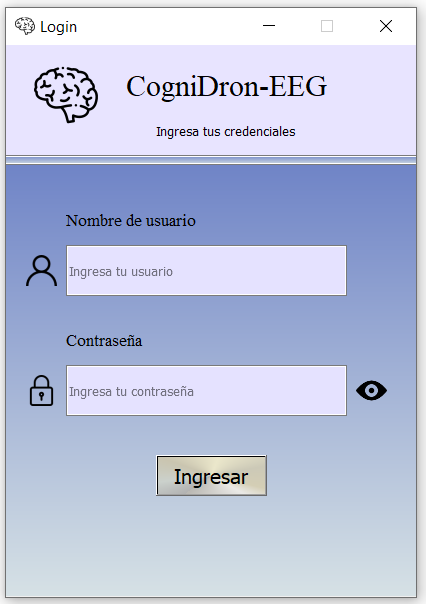 Login
CogniDron-EEG
Ingresa tus credenciales
Nombre de usuario
Ingresa tu usuario
Contraseña
Ingresa tu contraseña
Ingresar